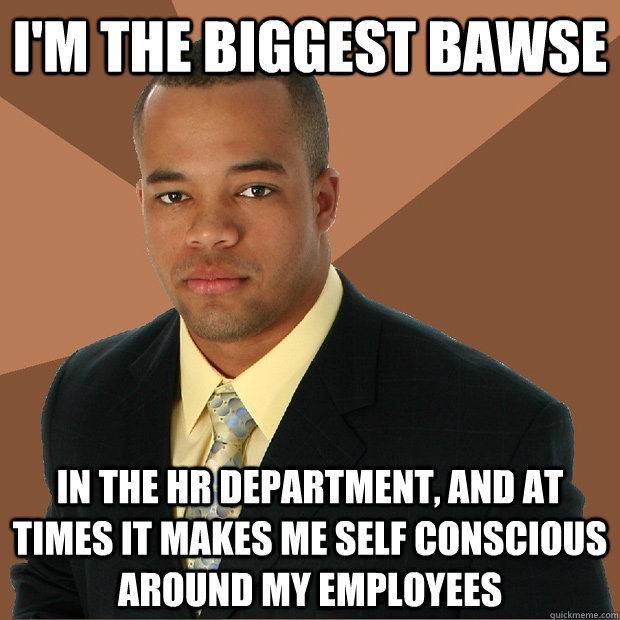 I'M THE BIGGEST BAWSE
IN THE HR DEPARTMENT, AND AT
TIMES IT MAKES ME SELF CONSCIOUS
AROUND MY EMPLOYEES
quickmeme.com